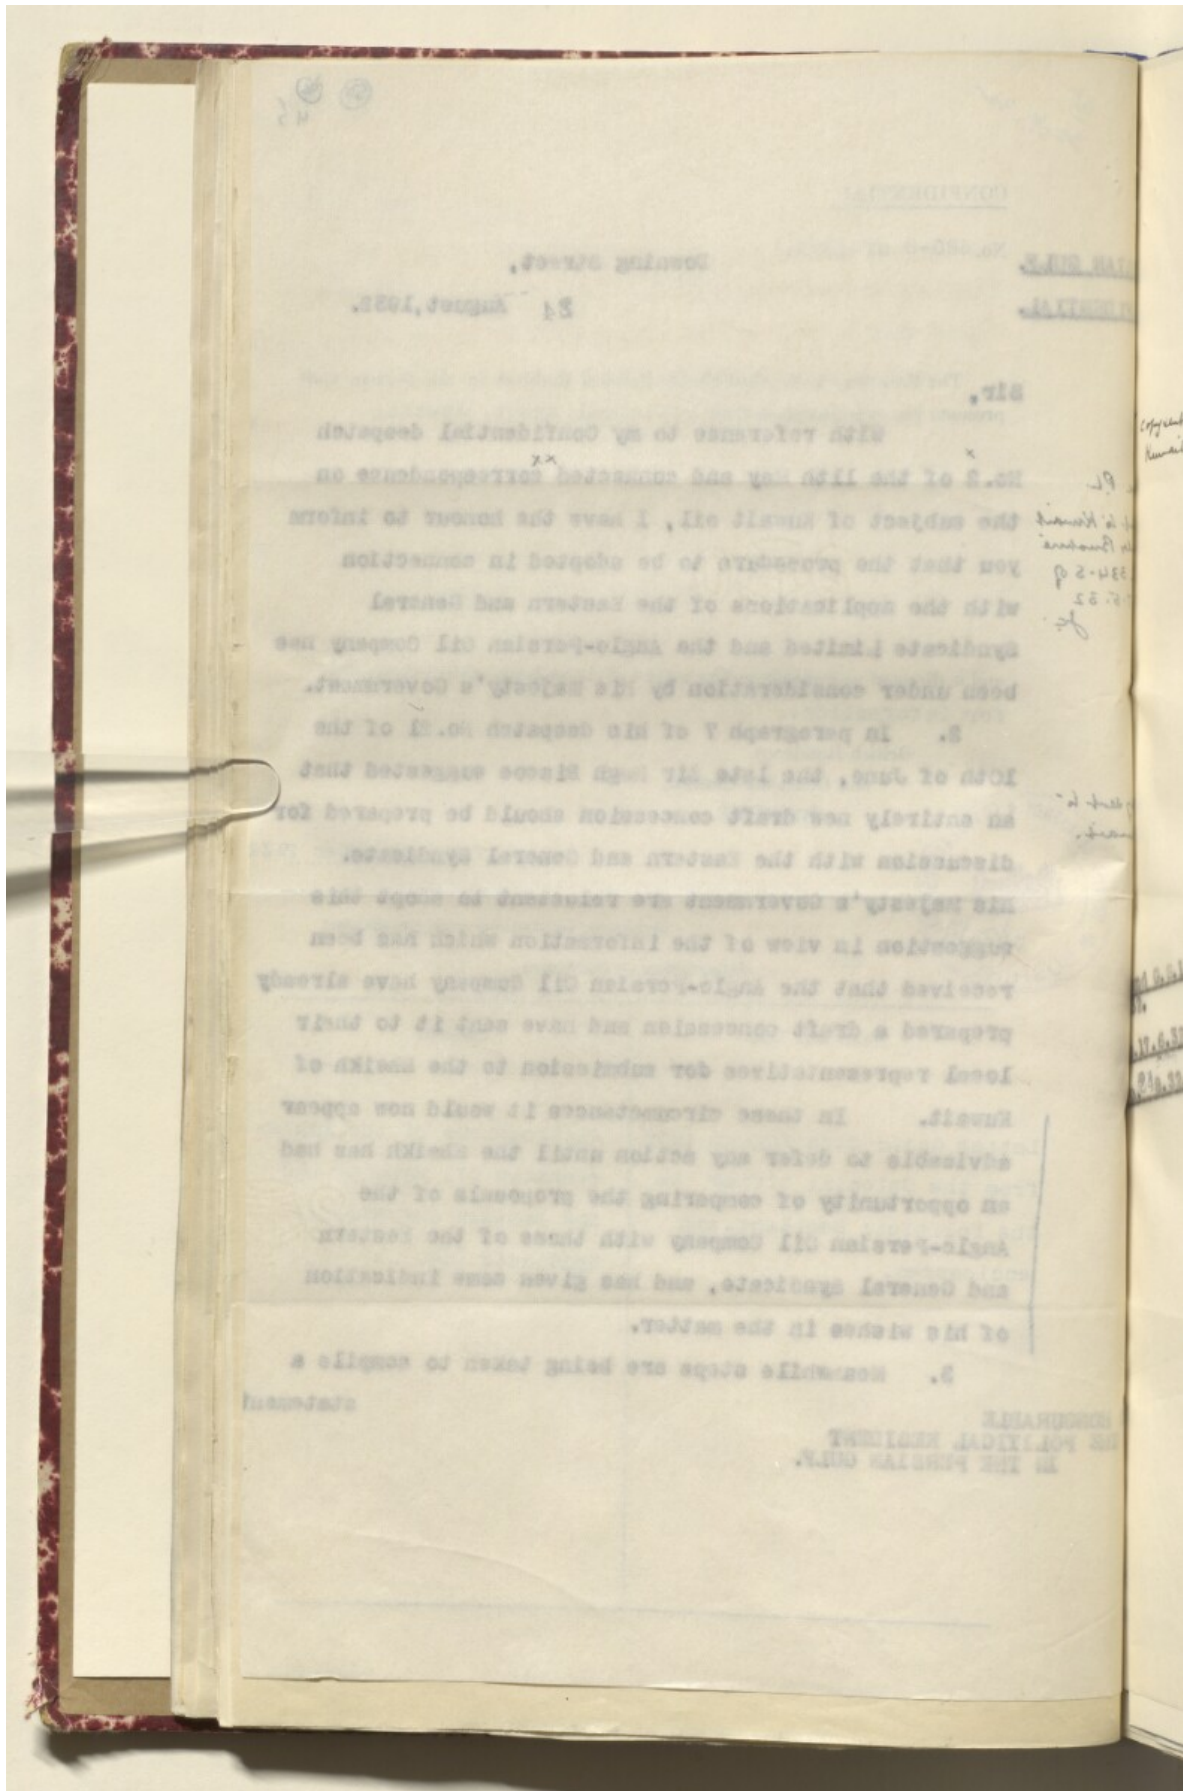 CONFIDENTIAL
Downing Street,
24 August, 1932.
Sir,
With reference to my Confidential despatch
No.2 of the 11th May and connected correspondence on
the subject of Kuwait oil, I have the honour to inform
you that the procedure to be adopted in connection
with the applications of the Eastern and General
Syndicate Limited and the Anglo-Persian Oil Company has
been under consideration by His Majesty's Government.
2. In paragraph 7 of his despatch No.21 of the
10th of June, the late Sir Hugh Biscoe suggested that
an entirely new draft concession should be prepared for
discussion with the Eastern and General Syndicate.
His Majesty's Government are reluctant to adopt this
suggestion in view of the information which has been
received that the Anglo-Persian Oil Company have already
prepared a draft concession and have sent it to their
local representatives for submission to the Sheikh of
Kuwait. In these circumstances it would now appear
advisable to defer any action until the Sheikh has had
an opportunity of comparing the proposals of the
Anglo-Persian Oil Company with those of the Eastern
and General Syndicate, and has given some indication
of his wishes in the matter.
3. Meanwhile steps are being taken to compile a
statement
HONOURABLE
POLITICAL RESIDENT
IN THE PERSIAN GULF.